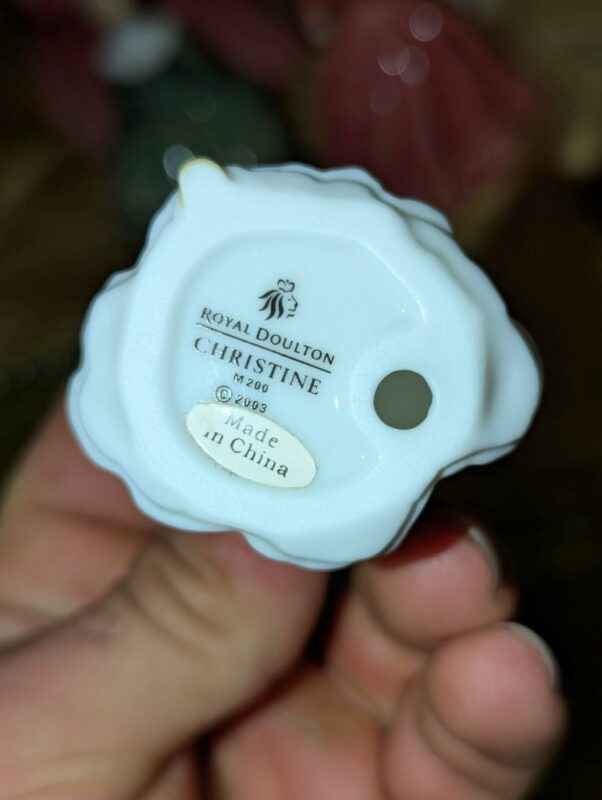 ROYAL DOULTON
CHRISTINE
M 200
© 2003
Made
in China